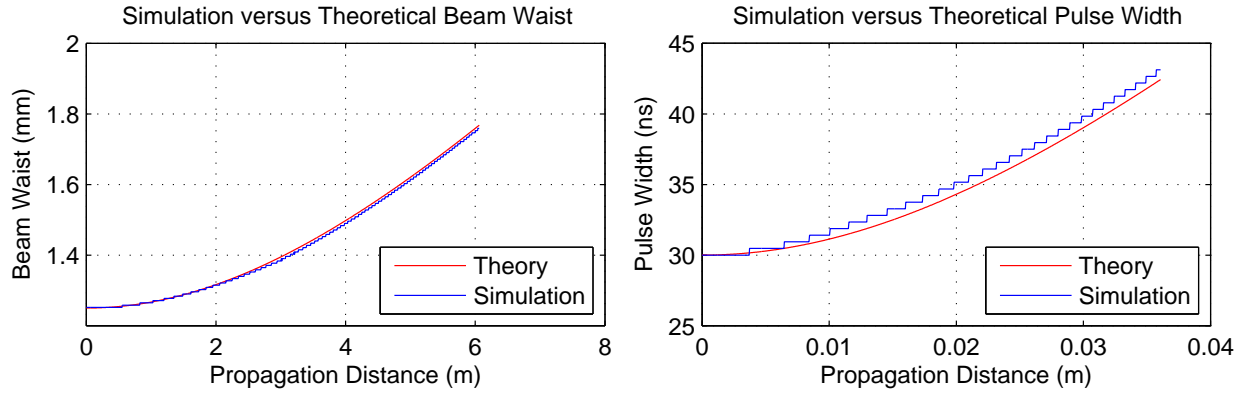 Simulation versus Theoretical Beam Waist
2
1.8
1.6
1.4
Beam Waist (mm)
Theory
Simulation
0
2
4
6
8
Propagation Distance (m)
Simulation versus Theoretical Pulse Width
45
40
35
30
25
Pulse Width (ns)
Theory
Simulation
0
0.01
0.02
0.03
0.04
Propagation Distance (m)